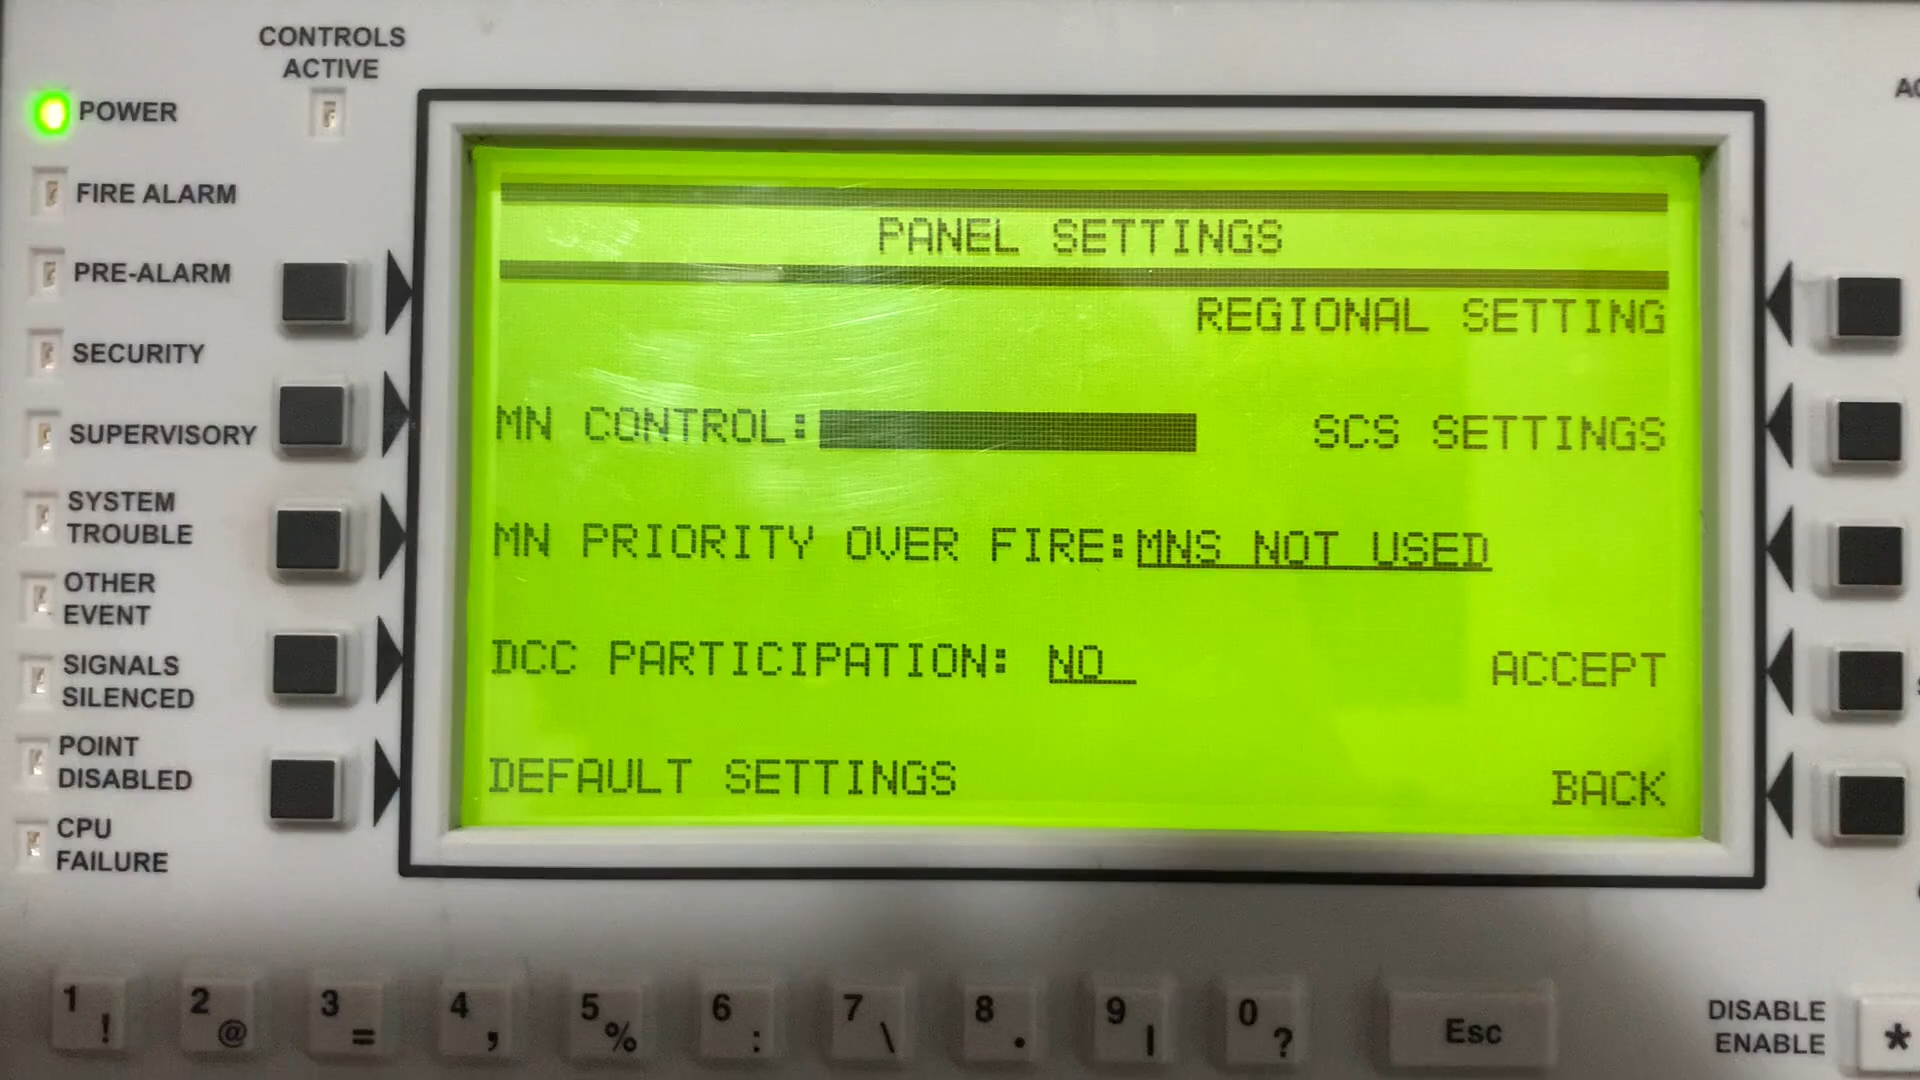 CONTROLS
ACTIVE
POWER
FIRE ALARM
PRE-ALARM
SECURITY
SUPERVISORY
SYSTEM
TROUBLE
OTHER
EVENT
SIGNALS
SILENCED
POINT
DISABLED
CPU
FAILURE
PANEL SETTINGS
REGIONAL SETTING
MN CONTROL:
SCS SETTINGS
MN PRIORITY OVER FIRE:MNS NOT USED
DCC PARTICIPATION: NO
ACCEPT
DEFAULT SETTINGS
BACK
1 !
2 @
3 =
4 ,
5 %
6 :
7 \
8 .
9 |
0 ?
Esc
DISABLE
ENABLE
*